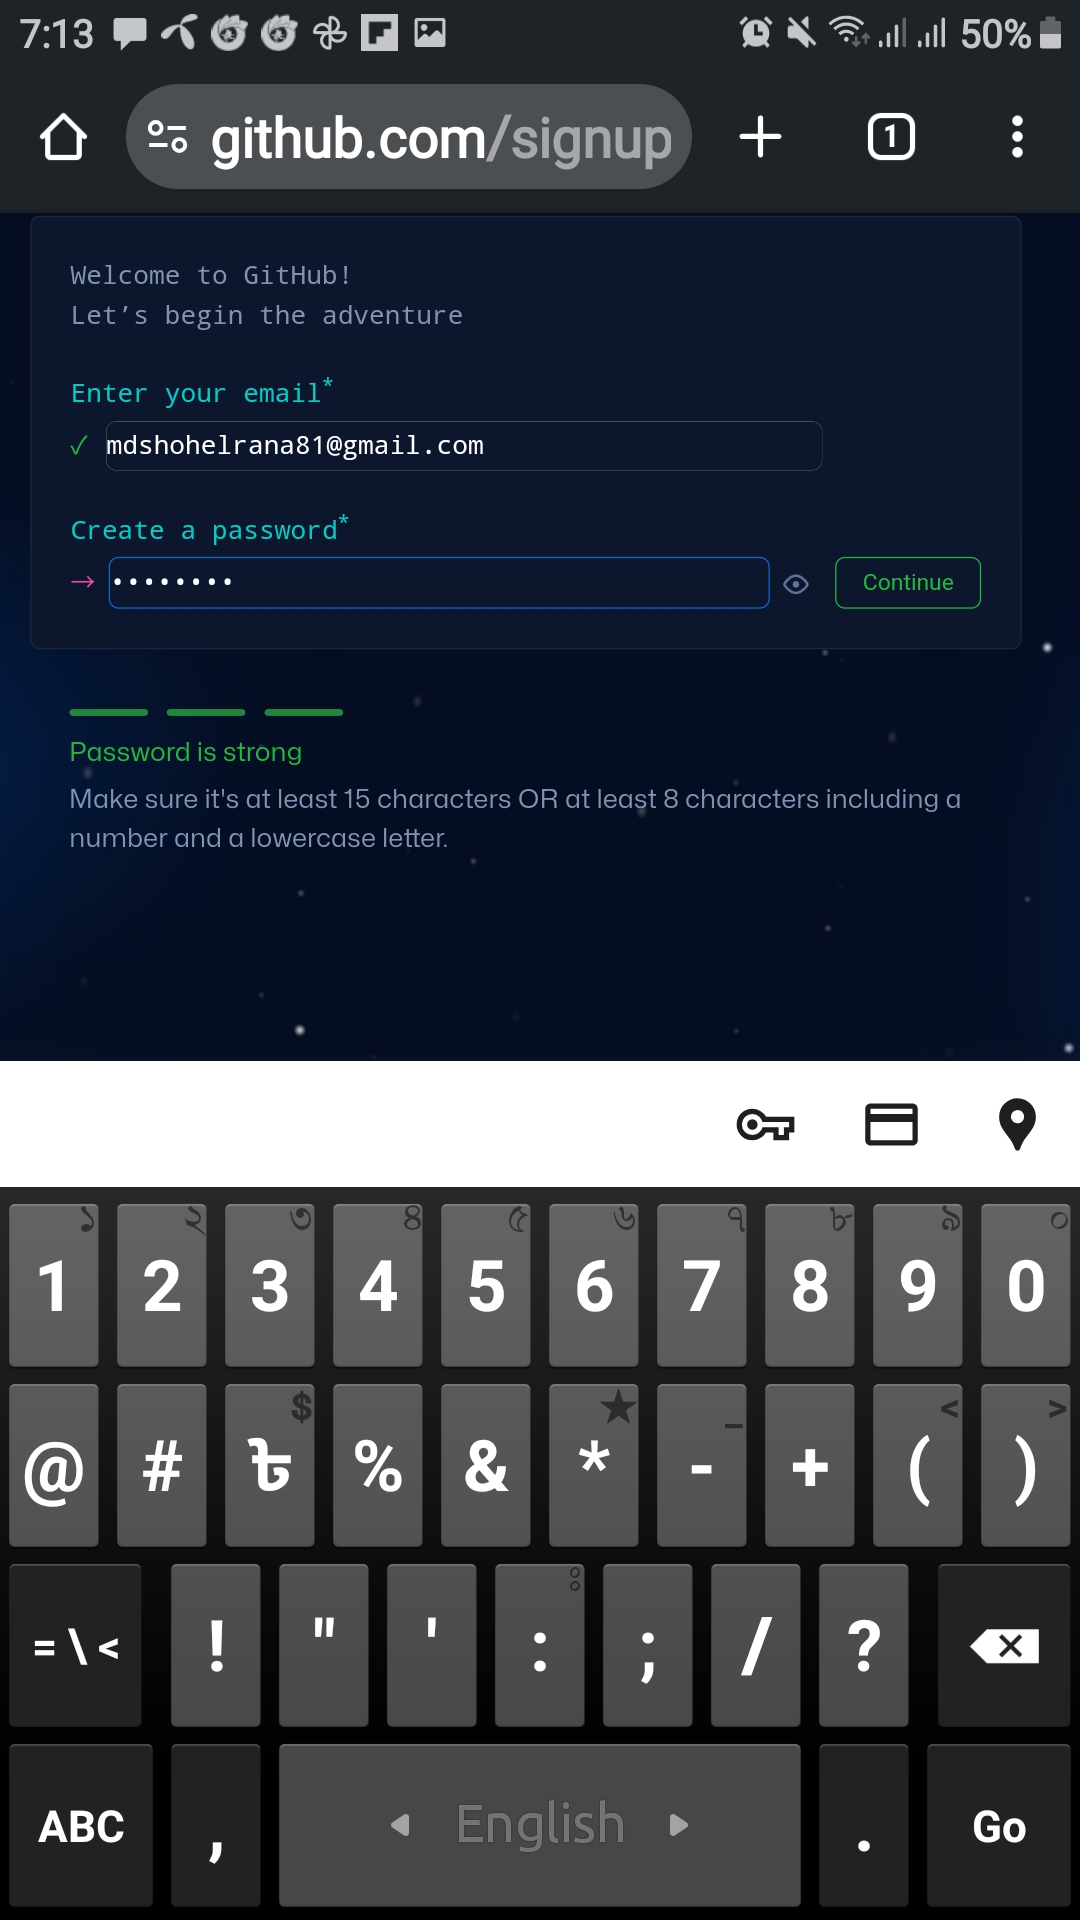 7:13 50%
github.com/signup 1
Welcome to GitHub!
Let’s begin the adventure
Enter your email*
✓ mdshohelrana81@gmail.com
Create a password*
→ •••••••• Continue
Password is strong
Make sure it's at least 15 characters OR at least 8 characters including a
number and a lowercase letter.
১ ২ ৩ ৪ ৫ ৬ ৭ ৮ ৯ ০
1 2 3 4 5 6 7 8 9 0
$ ★ _ < >
@ # ৳ % & * - + ( )
= \ < ! " ' : ; / ?
ABC , English . Go